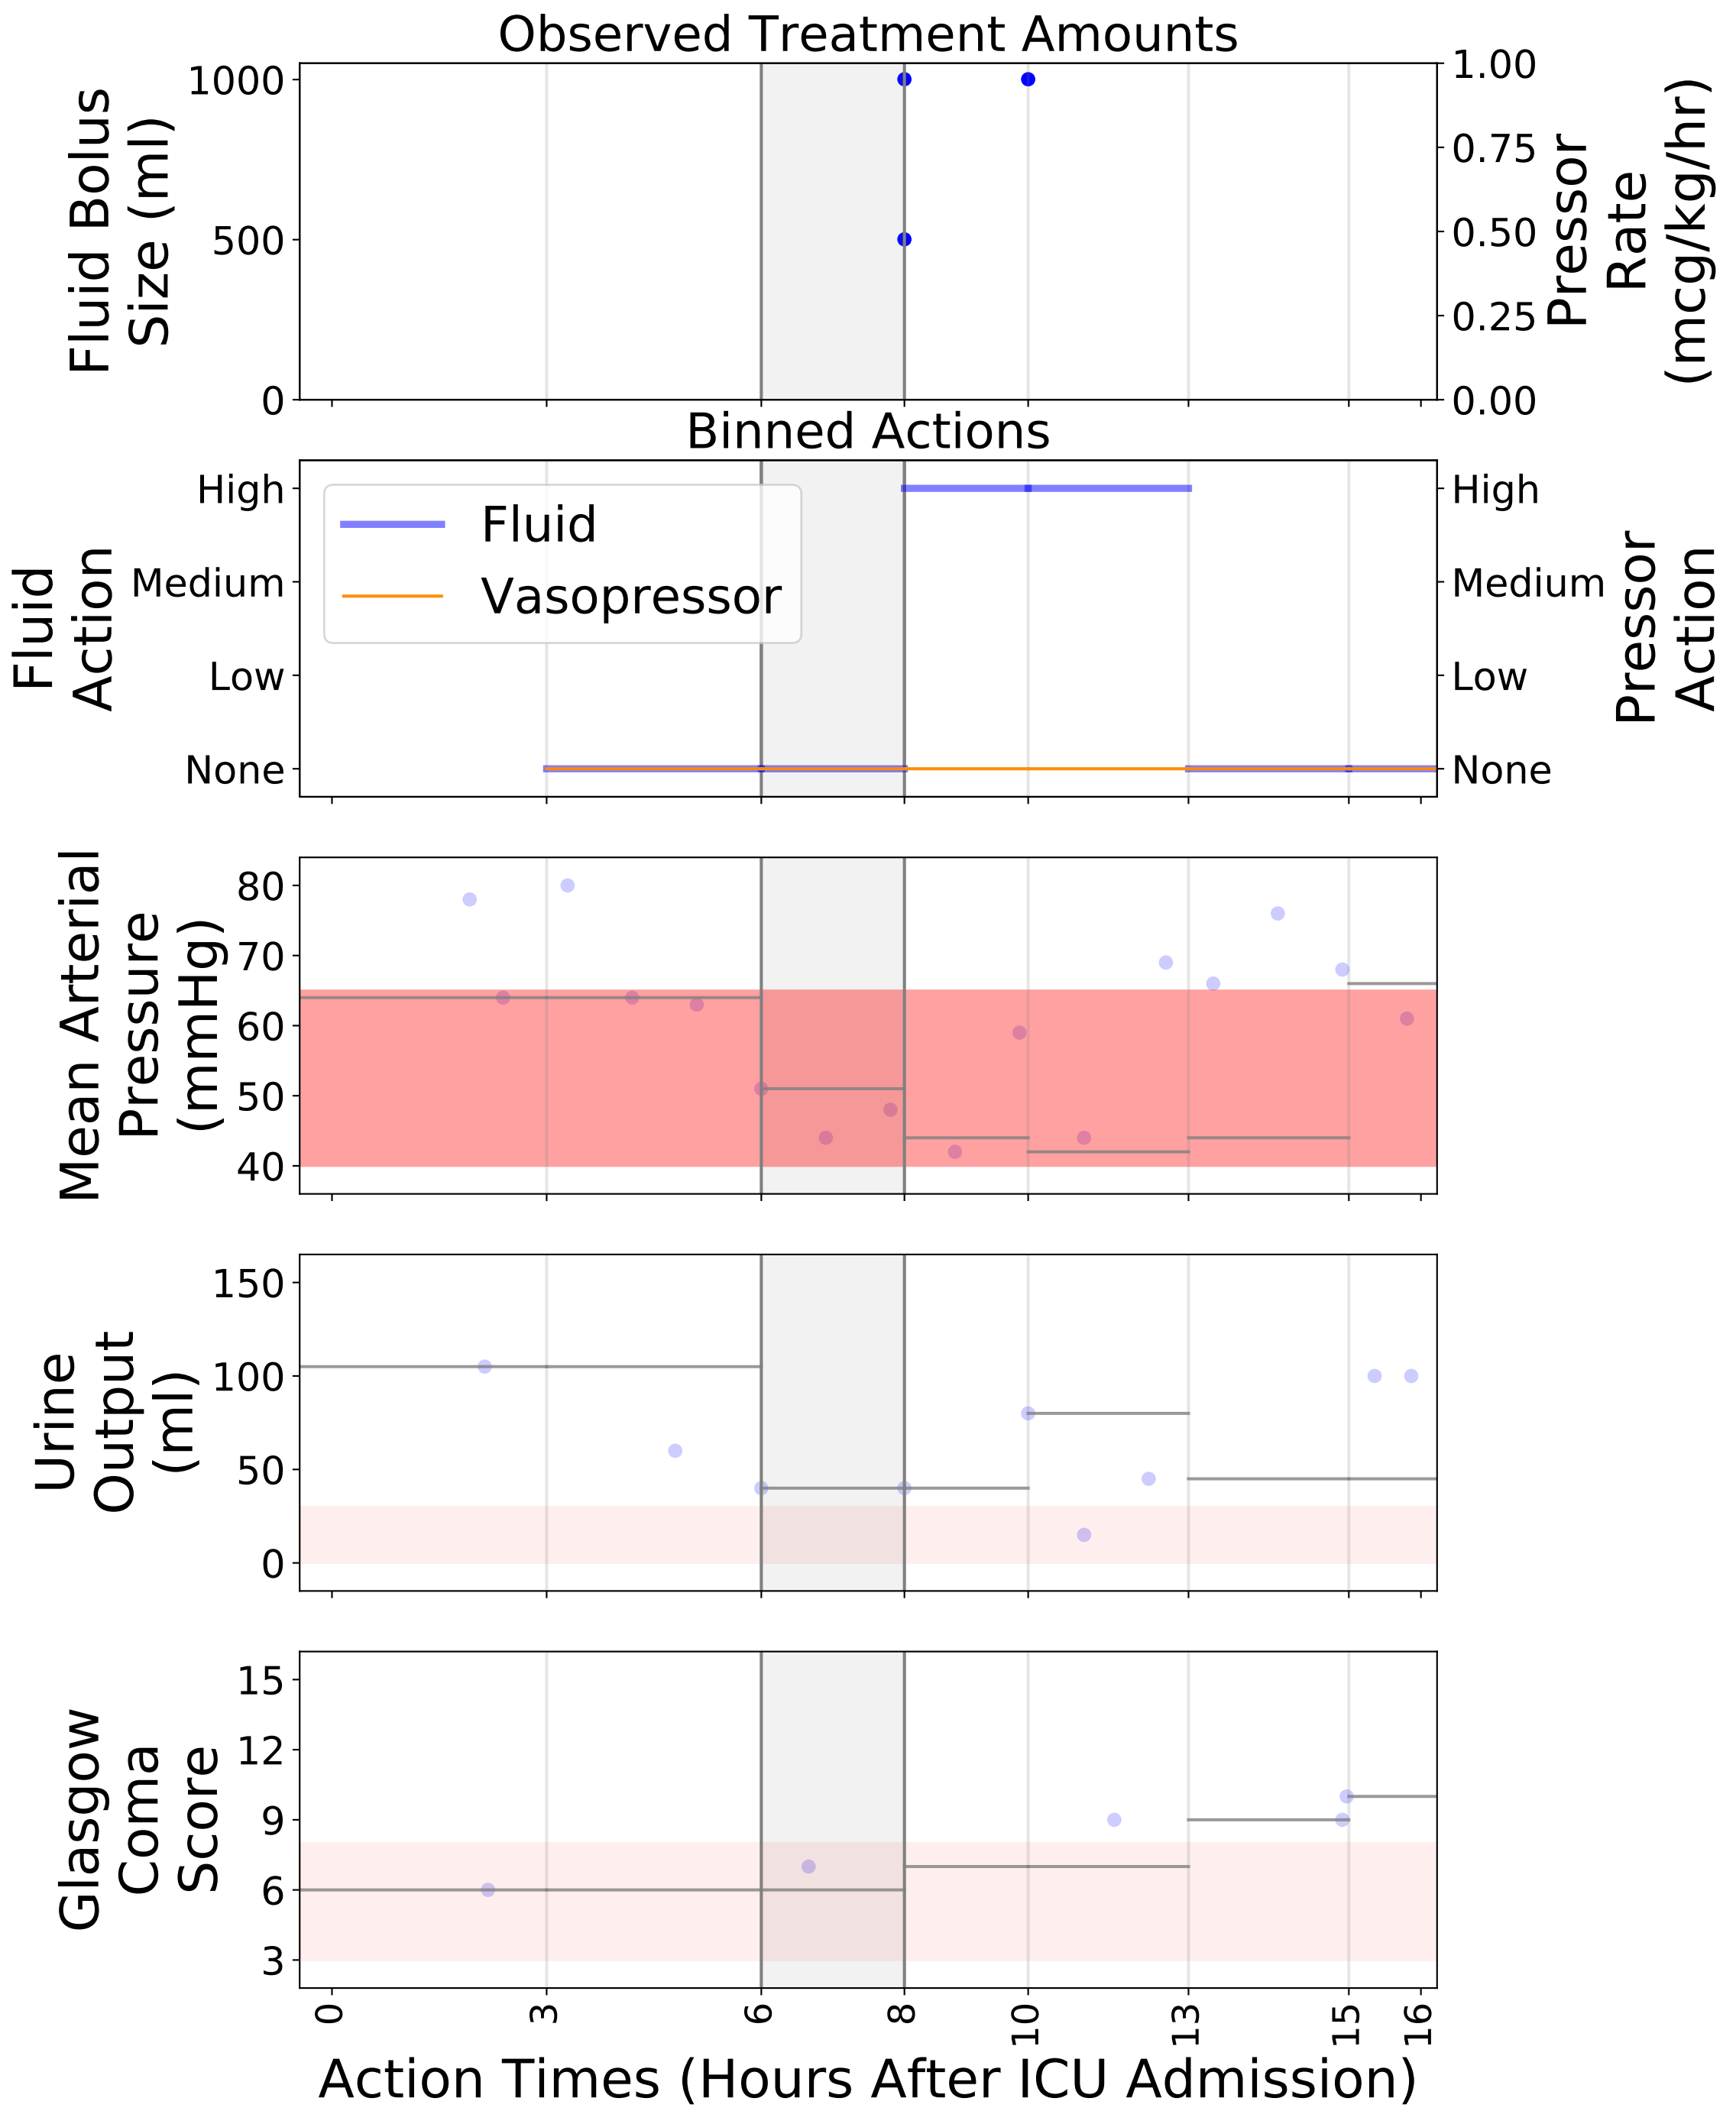 Observed Treatment Amounts
Fluid Bolus
Size (ml)
1000
500
0
1.00
0.75
0.50
0.25
0.00
Pressor
Rate
(mcg/kg/hr)
Binned Actions
Fluid
Action
High
Medium
Low
None
Fluid
Vasopressor
High
Medium
Low
None
Pressor
Action
Mean Arterial
Pressure
(mmHg)
80
70
60
50
40
Urine
Output
(ml)
150
100
50
0
Glasgow
Coma
Score
15
12
9
6
3
0
3
6
8
10
13
15
16
Action Times (Hours After ICU Admission)